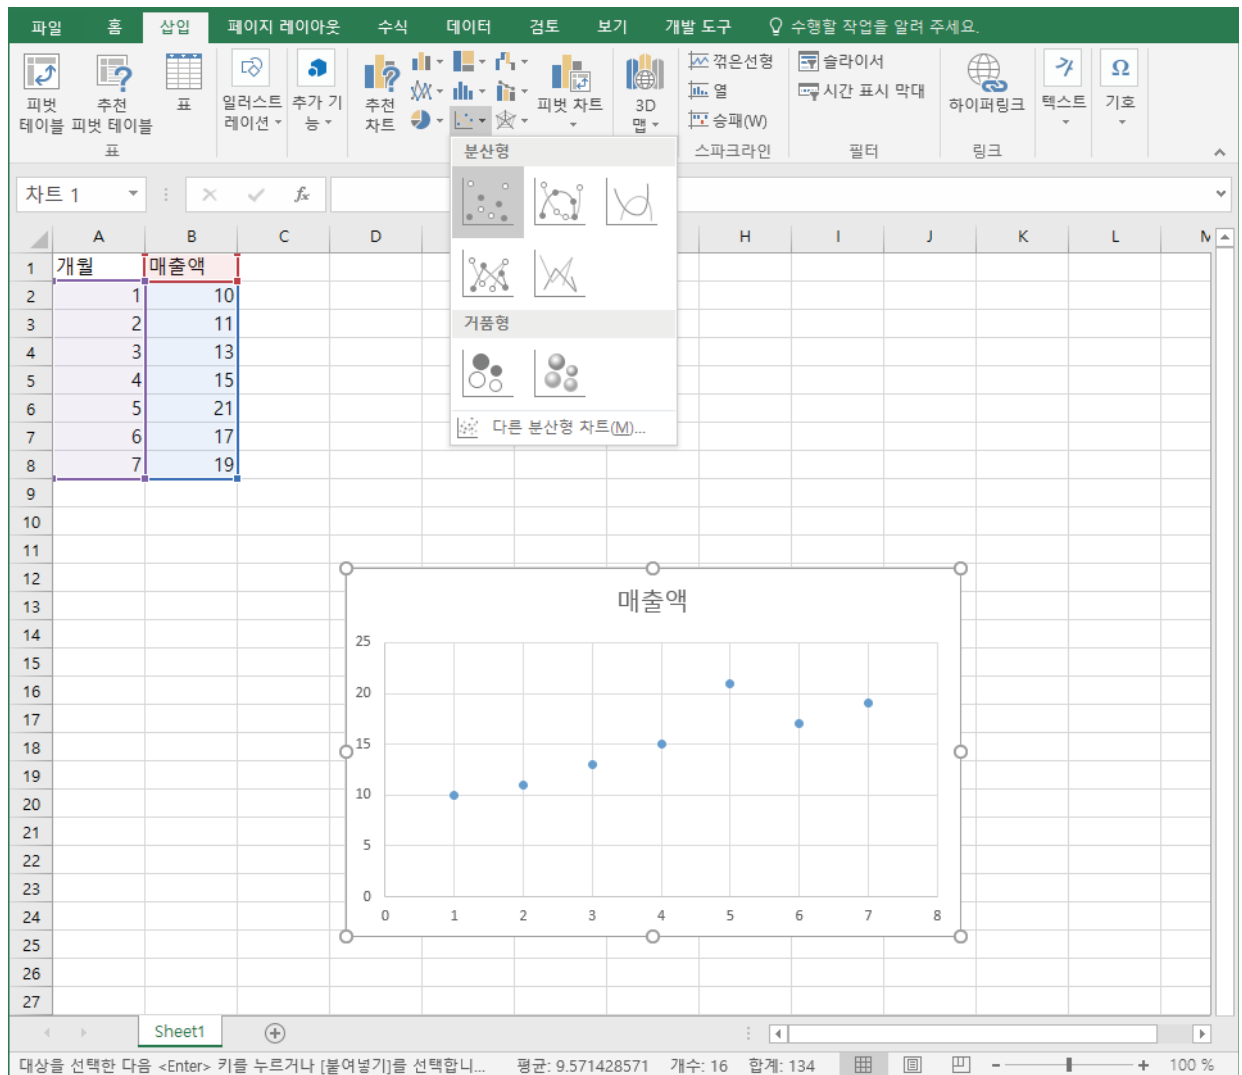 파일 홈 삽입 페이지 레이아웃 수식 데이터 검토 보기 개발 도구 수행할 작업을 알려 주세요.
피벗 테이블
추천 피벗 테이블
표
일러스트레이션
추가 기능
추천 차트
피벗 차트
3D 맵
꺾은선형
열
승패(W)
슬라이서
시간 표시 막대
하이퍼링크
텍스트
기호
표
스파크라인
필터
링크
분산형
거품형
다른 분산형 차트(M)...
차트 1
fx
A B C D H I J K L M
1 개월 매출액
2 1 10
3 2 11
4 3 13
5 4 15
6 5 21
7 6 17
8 7 19
9
10
11
12
13
14
15
16
17
18
19
20
21
22
23
24
25
26
27
매출액
25
20
15
10
5
0
0 1 2 3 4 5 6 7 8
Sheet1
대상을 선택한 다음 <Enter> 키를 누르거나 [붙여넣기]를 선택합니... 평균: 9.571428571 개수: 16 합계: 134 100 %